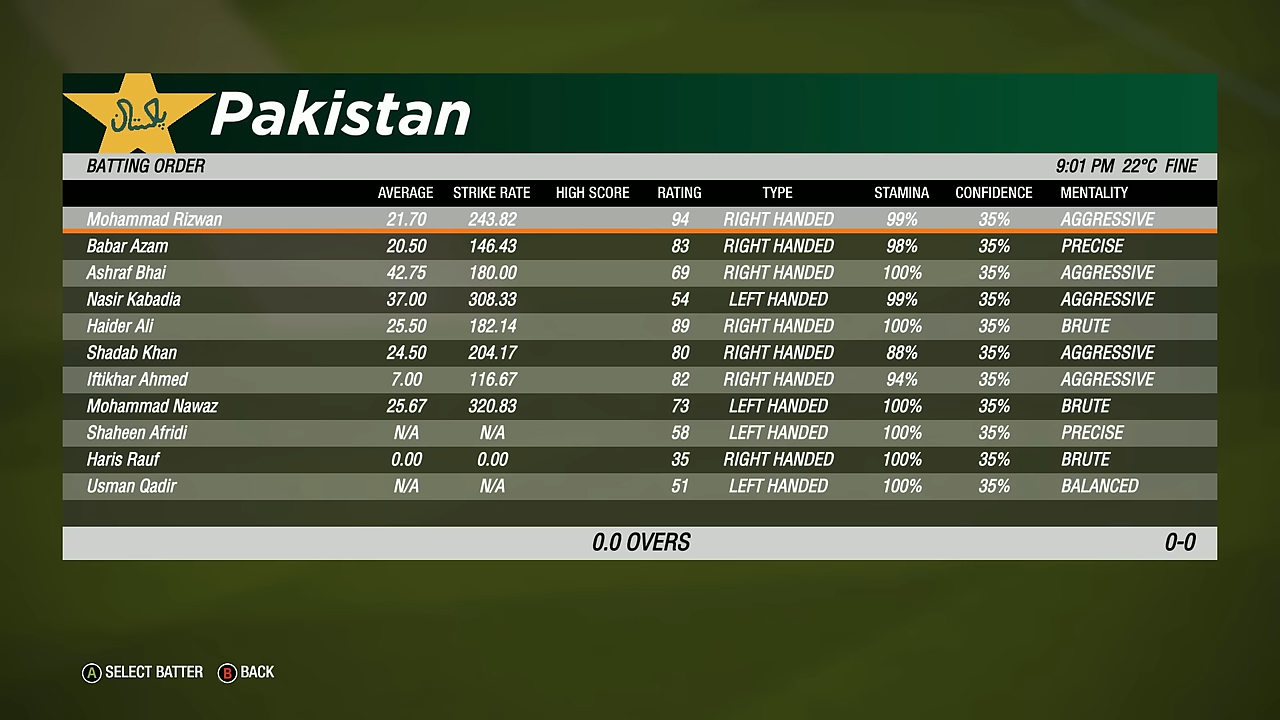 پاکستان
Pakistan
BATTING ORDER 9:01 PM 22°C FINE
AVERAGE STRIKE RATE HIGH SCORE RATING TYPE STAMINA CONFIDENCE MENTALITY
Mohammad Rizwan 21.70 243.82 94 RIGHT HANDED 99% 35% AGGRESSIVE
Babar Azam 20.50 146.43 83 RIGHT HANDED 98% 35% PRECISE
Ashraf Bhai 42.75 180.00 69 RIGHT HANDED 100% 35% AGGRESSIVE
Nasir Kabadia 37.00 308.33 54 LEFT HANDED 99% 35% AGGRESSIVE
Haider Ali 25.50 182.14 89 RIGHT HANDED 100% 35% BRUTE
Shadab Khan 24.50 204.17 80 RIGHT HANDED 88% 35% AGGRESSIVE
Iftikhar Ahmed 7.00 116.67 82 RIGHT HANDED 94% 35% AGGRESSIVE
Mohammad Nawaz 25.67 320.83 73 LEFT HANDED 100% 35% BRUTE
Shaheen Afridi N/A N/A 58 LEFT HANDED 100% 35% PRECISE
Haris Rauf 0.00 0.00 35 RIGHT HANDED 100% 35% BRUTE
Usman Qadir N/A N/A 51 LEFT HANDED 100% 35% BALANCED
0.0 OVERS 0-0
A SELECT BATTER B BACK